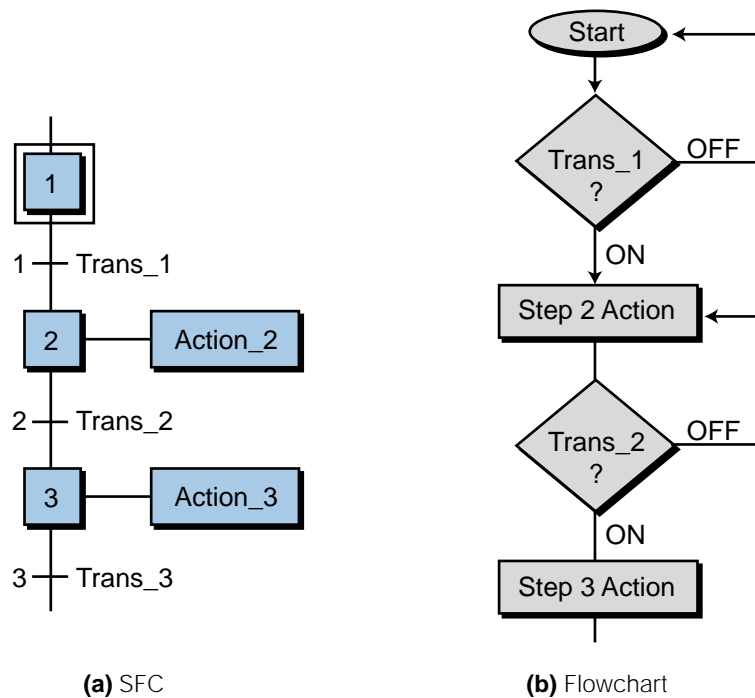 1
1 Trans_1
2 Action_2
2 Trans_2
3 Action_3
3 Trans_3
(a) SFC
Start
Trans_1
?
OFF
ON
Step 2 Action
Trans_2
?
OFF
ON
Step 3 Action
(b) Flowchart